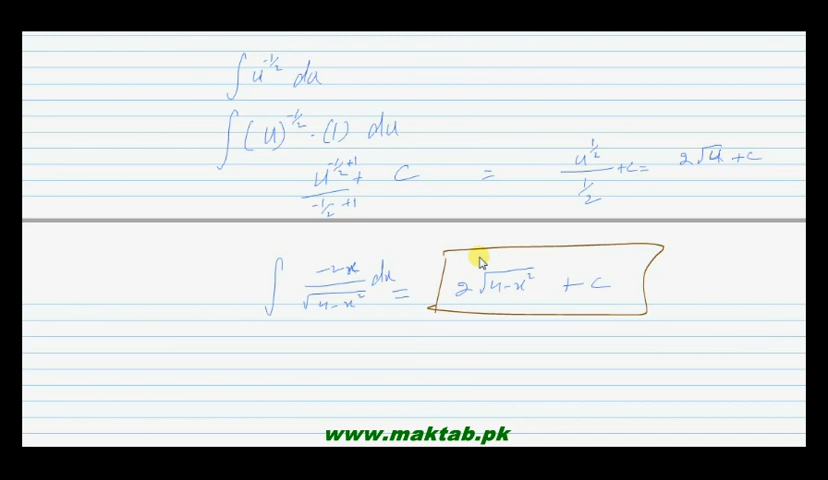 ∫ u^{-1/2} du
∫ (u)^{-1/2} · (1) du
u^{-1/2+1}/(-1/2+1) + C = u^{1/2}/(1/2) + C = 2√u + C
∫ -2x/√(4-x²) dx = 2√(4-x²) + C
www.maktab.pk